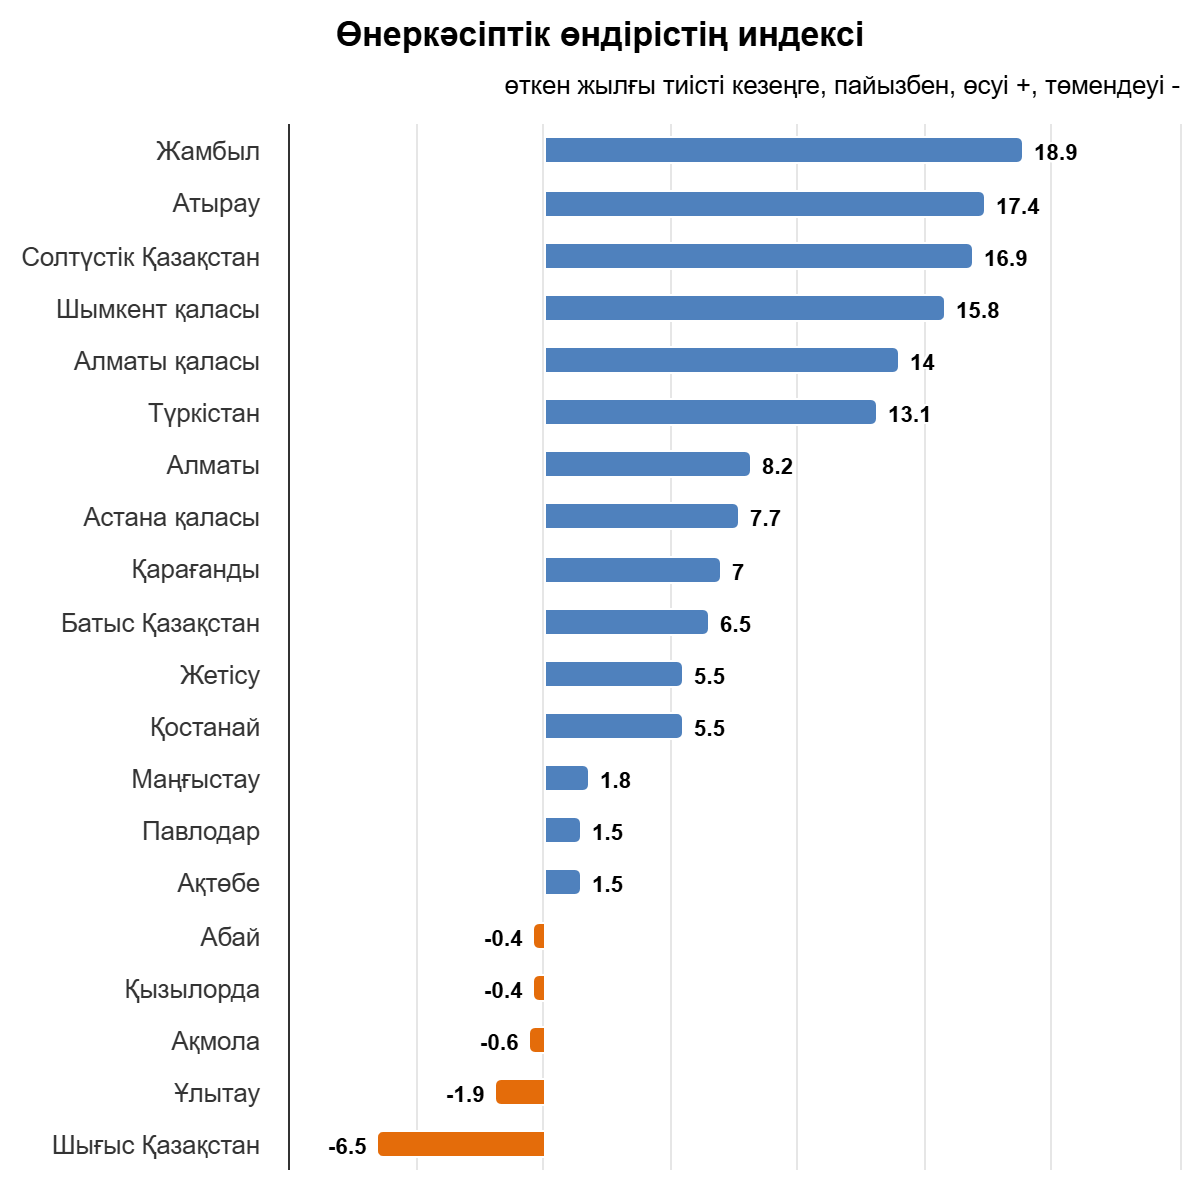 Өнеркәсіптік өндірістің индексі
өткен жылғы тиісті кезеңге, пайызбен, өсуі +, төмендеуі -
Жамбыл 18.9
Атырау 17.4
Солтүстік Қазақстан 16.9
Шымкент қаласы 15.8
Алматы қаласы 14
Түркістан 13.1
Алматы 8.2
Астана қаласы 7.7
Қарағанды 7
Батыс Қазақстан 6.5
Жетісу 5.5
Қостанай 5.5
Маңғыстау 1.8
Павлодар 1.5
Ақтөбе 1.5
Абай -0.4
Қызылорда -0.4
Ақмола -0.6
Ұлытау -1.9
Шығыс Қазақстан -6.5